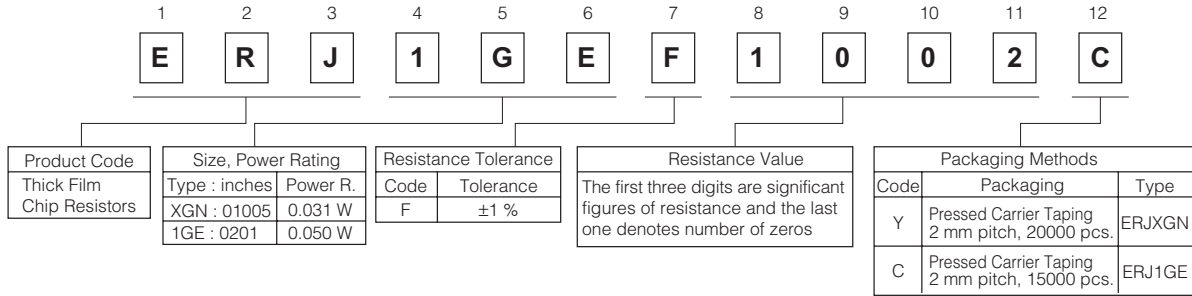 1 2 3 4 5 6 7 8 9 10 11 12
E R J 1 G E F 1 0 0 2 C
Product Code
Thick Film
Chip Resistors
Size, Power Rating
Type : inches Power R.
XGN : 01005 0.031 W
1GE : 0201 0.050 W
Resistance Tolerance
Code Tolerance
F ±1 %
Resistance Value
The first three digits are significant
figures of resistance and the last
one denotes number of zeros
Packaging Methods
Code Packaging Type
Y Pressed Carrier Taping
2 mm pitch, 20000 pcs. ERJXGN
C Pressed Carrier Taping
2 mm pitch, 15000 pcs. ERJ1GE